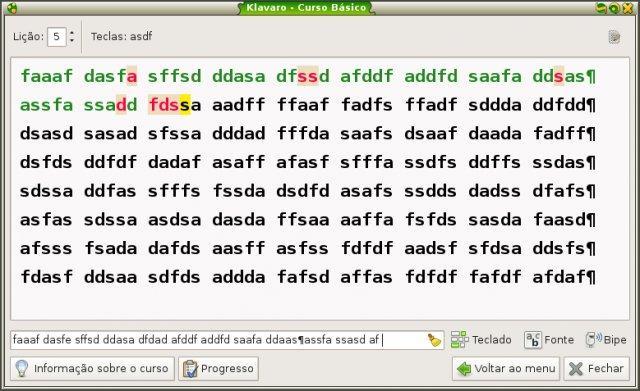 Klavaro - Curso Básico
Lição: 5 Teclas: asdf
faaaf dasfa sffsd ddasa dfssd afddf addfd saafa ddsas¶
assfa ssadd fdssa aadff ffaaf fadfs ffadf sddda ddfdd¶
dsasd sasad sfssa dddad fffda saafs dsaaf daada fadff¶
dsfds ddfdf dadaf asaff afasf sfffa ssdfs ddffs ssdas¶
sdssa ddfas sfffs fssda dsdfd asafs ssdds dadss dfafs¶
asfas sdssa asdsa dasda ffsaa aaffa fsfds sasda faasd¶
afsss fsada dafds aasff asfss fdfdf aadsf sfdsa ddsfs¶
fdasf ddsaa sdfds addda fafsd affas fdfdf fafdf afdaf¶
faaaf dasfe sffsd ddasa dfdad afddf addfd saafa ddaas¶assfa ssasd af Teclado Fonte Bipe
Informação sobre o curso Progresso Voltar ao menu Fechar